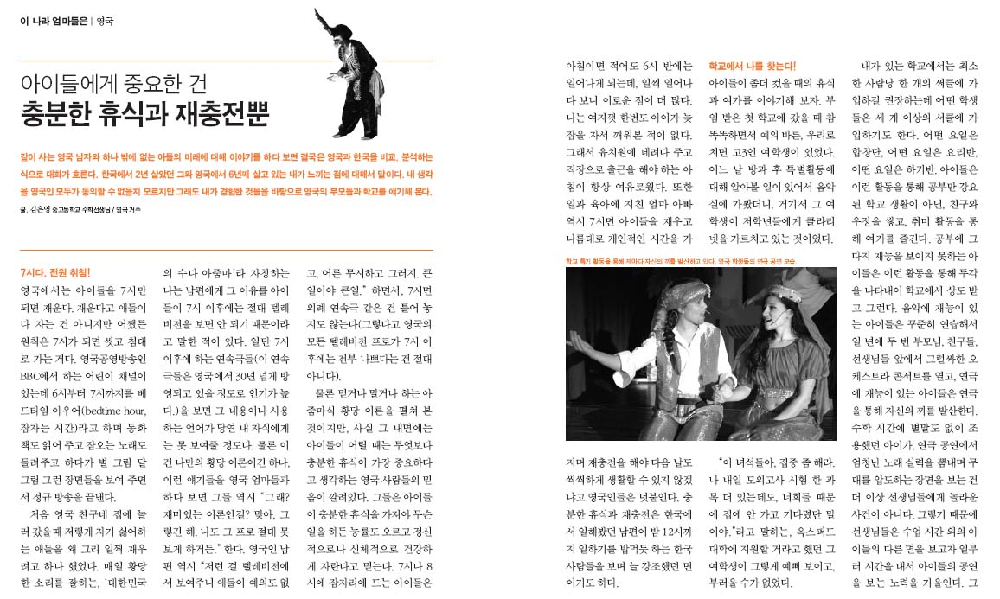 이 나라 엄마들은 | 영국
아이들에게 중요한 건
충분한 휴식과 재충전뿐
같이 사는 영국 남자와 하나 밖에 없는 아들의 미래에 대해 이야기를 하다 보면 결국은 영국과 한국을 비교, 분석하는
식으로 대화가 흐른다. 한국에서 2년 살았던 그와 영국에서 6년째 살고 있는 내가 느끼는 점에 대해서 말이다. 내 생각
을 영국인 모두가 동의할 수 없을지 모르지만 그래도 내가 경험한 것들을 바탕으로 영국의 부모들과 학교를 얘기해 본다.
글. 김은영 중고등학교 수학선생님 / 영국 거주
7시다. 전원 취침!
영국에서는 아이들을 7시만
되면 재운다. 재운다고 애들이
다 자는 건 아니지만 어쨌든
원칙은 7시가 되면 씻고 침대
로 가는 거다. 영국공영방송인
BBC에서 하는 어린이 채널이
있는데 6시부터 7시까지를 베
드타임 아우어(bedtime hour,
잠자는 시간)라고 하며 동화
책도 읽어 주고 잠오는 노래도
들려주고 하다가 별 그림 달
그림 그런 장면들을 보여 주면
서 정규 방송을 끝낸다.
처음 영국 친구네 집에 놀
러 갔을 때 저렇게 자기 싫어하
는 애들을 왜 그리 일찍 재우
려고 하나 했었다. 매일 황당
한 소리를 잘하는, ‘대한민국
의 수다 아줌마’라 자칭하는
나는 남편에게 그 이유를 아이
들이 7시 이후에는 절대 텔레
비전을 보면 안 되기 때문이라
고 말한 적이 있다. 일단 7시
이후에 하는 연속극들(이 연속
극들은 영국에서 30년 넘게 방
영되고 있을 정도로 인기가 높
다.)을 보면 그 내용이나 사용
하는 언어가 당연 내 자식에게
는 못 보여줄 정도다. 물론 이
건 나만의 황당 이론이긴 하나,
이런 얘기들을 영국 엄마들과
하다 보면 그들 역시 “그래?
재미있는 이론인걸? 맞아, 그
렇긴 해. 나도 그 프로 절대 못
보게 하거든.” 한다. 영국인 남
편 역시 “저런 걸 텔레비전에
서 보여주니 애들이 예의도 없
고, 어른 무시하고 그러지. 큰
일이야 큰일.” 하면서, 7시면
의례 연속극 같은 건 틀어 놓
지도 않는다(그렇다고 영국의
모든 텔레비전 프로가 7시 이
후에는 전부 나쁘다는 건 절대
아니다).
물론 믿거나 말거나 하는 아
줌마식 황당 이론을 펼쳐 본
것이지만, 사실 그 내면에는
아이들이 어릴 때는 무엇보다
충분한 휴식이 가장 중요하다
고 생각하는 영국 사람들의 믿
음이 깔려있다. 그들은 아이들
이 충분한 휴식을 가져야 무슨
일을 하든 능률도 오르고 정신
적으로나 신체적으로 건강하
게 자란다고 믿는다. 7시나 8
시에 잠자리에 드는 아이들은
아침이면 적어도 6시 반에는
일어나게 되는데, 일찍 일어나
다 보니 이로운 점이 더 많다.
나는 여지껏 한번도 아이가 늦
잠을 자서 깨워본 적이 없다.
그래서 유치원에 데려다 주고
직장으로 출근을 해야 하는 아
침이 항상 여유로웠다. 또한
일과 육아에 지친 엄마 아빠
역시 7시면 아이들을 재우고
나름대로 개인적인 시간을 가
학교 특기 활동을 통해 저마다 자신의 끼를 발산하고 있다. 영국 학생들의 연극 공연 모습.
지며 재충전을 해야 다음 날도
씩씩하게 생활할 수 있지 않겠
냐고 영국인들은 덧붙인다. 충
분한 휴식과 재충전은 한국에
서 일해봤던 남편이 밤 12시까
지 일하기를 밥먹듯 하는 한국
사람들을 보며 늘 강조했던 면
이기도 하다.
학교에서 나를 찾는다!
아이들이 좀더 컸을 때의 휴식
과 여가를 이야기해 보자. 부
임 받은 첫 학교에 갔을 때 참
똑똑하면서 예의 바른, 우리로
치면 고3인 여학생이 있었다.
어느 날 방과 후 특별활동에
대해 알아볼 일이 있어서 음악
실에 가봤더니, 거기서 그 여
학생이 저학년들에게 클라리
넷을 가르치고 있는 것이었다.
“이 녀석들아, 집중 좀 해라.
나 내일 모의고사 시험 한 과
목 더 있는데도, 너희들 때문
에 집에 안 가고 기다렸단 말
이야.”라고 말하는, 옥스퍼드
대학에 지원할 거라고 했던 그
여학생이 그렇게 예뻐 보이고,
부러울 수가 없었다.
내가 있는 학교에서는 최소
한 사람당 한 개의 써클에 가
입하길 권장하는데 어떤 학생
들은 세 개 이상의 서클에 가
입하기도 한다. 어떤 요일은
합창단, 어떤 요일은 요리반,
어떤 요일은 하키반. 아이들은
이런 활동을 통해 공부만 강요
된 학교 생활이 아닌, 친구와
우정을 쌓고, 취미 활동을 통
해 여가를 즐긴다. 공부에 그
다지 재능을 보이지 못하는 아
이들은 이런 활동을 통해 두각
을 나타내어 학교에서 상도 받
고 그런다. 음악에 재능이 있
는 아이들은 꾸준히 연습해서
일 년에 두 번 부모님, 친구들,
선생님들 앞에서 그럴싸한 오
케스트라 콘서트를 열고, 연극
에 재능이 있는 아이들은 연극
을 통해 자신의 끼를 발산한다.
수학 시간에 별말도 없이 조
용했던 아이가, 연극 공연에서
엄청난 노래 실력을 뽐내며 무
대를 압도하는 장면을 보는 건
더 이상 선생님들에게 놀라운
사건이 아니다. 그렇기 때문에
선생님들은 수업 시간 외의 아
이들의 다른 면을 보고자 일부
러 시간을 내서 아이들의 공연
을 보는 노력을 기울인다. 그